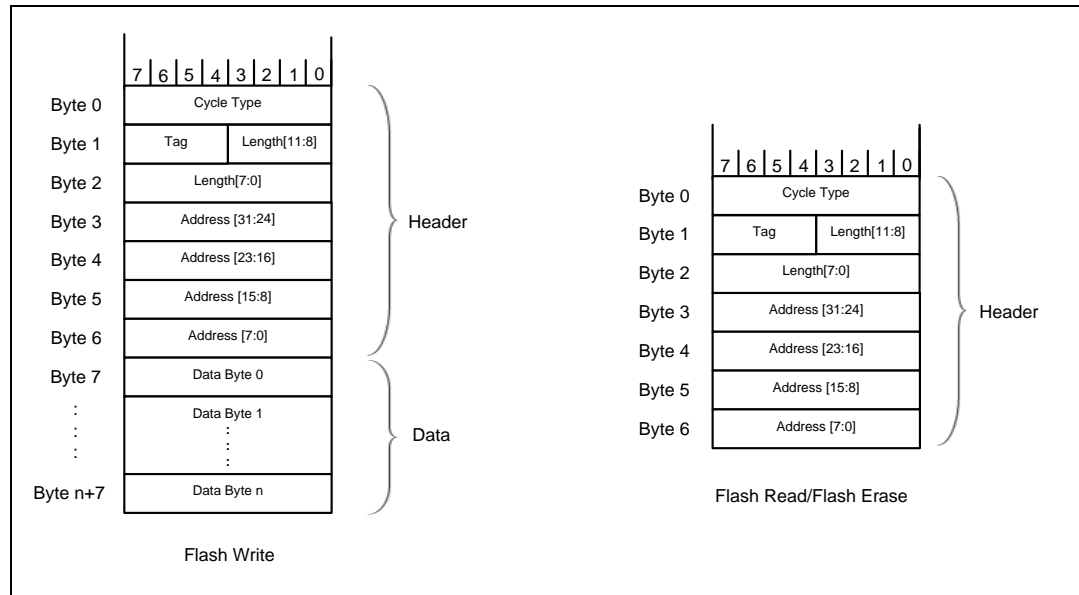 7 6 5 4 3 2 1 0
Byte 0 Cycle Type
Byte 1 Tag Length[11:8]
Byte 2 Length[7:0]
Byte 3 Address [31:24]
Byte 4 Address [23:16]
Byte 5 Address [15:8]
Byte 6 Address [7:0]
Header
Byte 7 Data Byte 0
Data Byte 1
Byte n+7 Data Byte n
Data
Flash Write
7 6 5 4 3 2 1 0
Byte 0 Cycle Type
Byte 1 Tag Length[11:8]
Byte 2 Length[7:0]
Byte 3 Address [31:24]
Byte 4 Address [23:16]
Byte 5 Address [15:8]
Byte 6 Address [7:0]
Header
Flash Read/Flash Erase